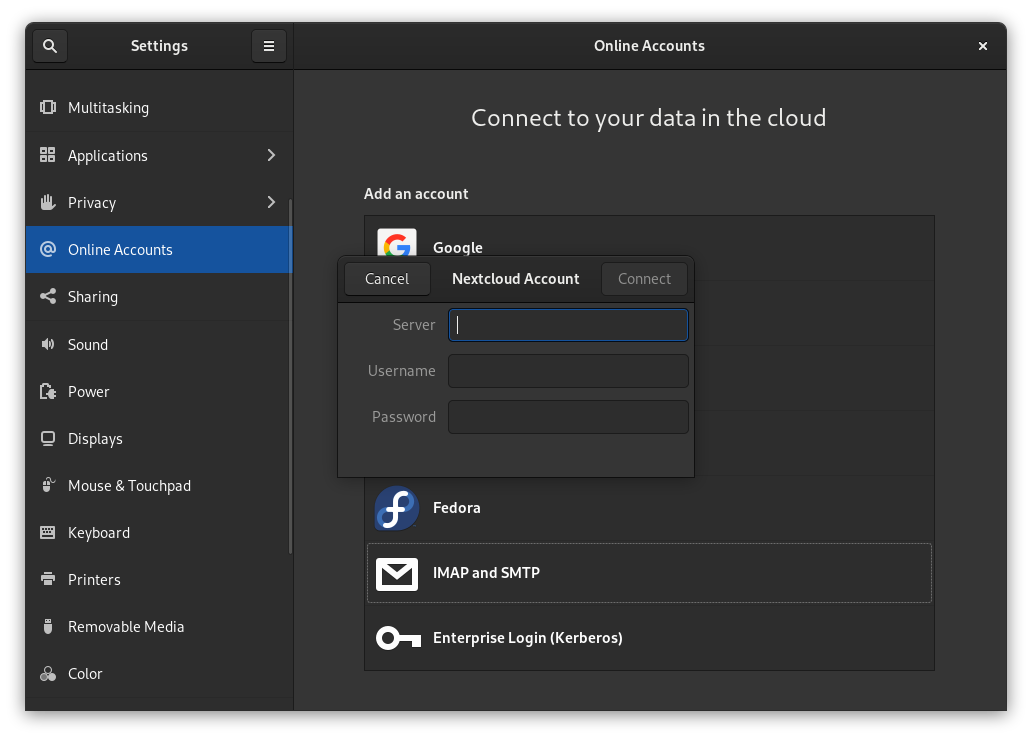 Settings
Online Accounts
Multitasking
Applications
Privacy
Online Accounts
Sharing
Sound
Power
Displays
Mouse & Touchpad
Keyboard
Printers
Removable Media
Color
Connect to your data in the cloud
Add an account
Google
Cancel
Nextcloud Account
Connect
Server
Username
Password
Fedora
IMAP and SMTP
Enterprise Login (Kerberos)